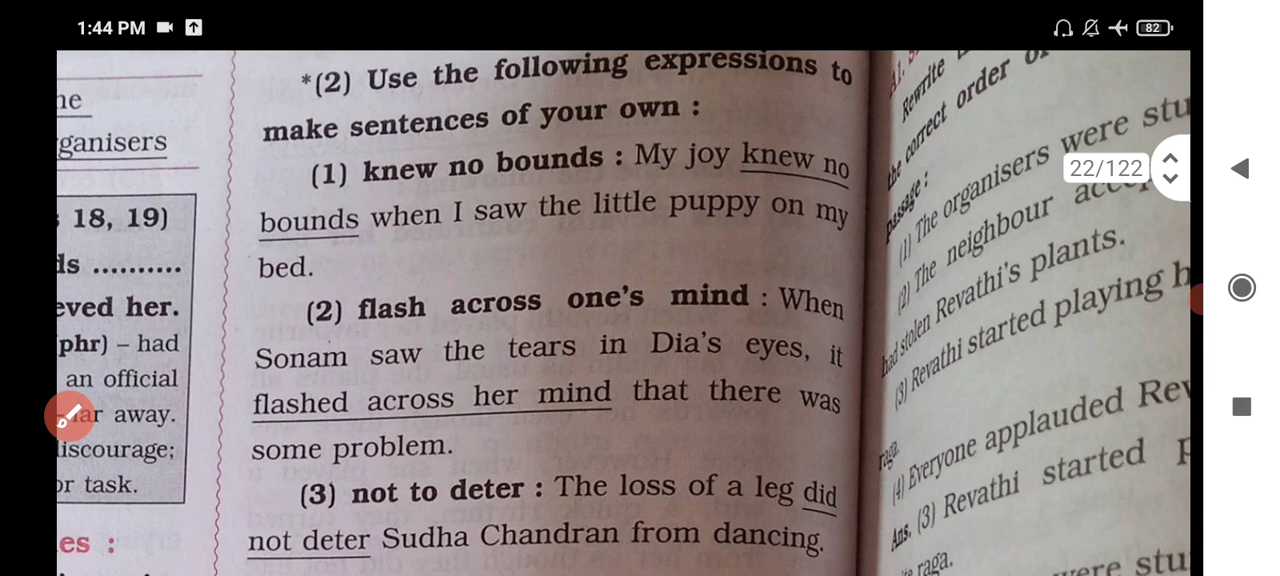 1:44 PM
82
ne
ganisers
18, 19)
ds ..........
eved her.
phr) – had
an official
far away.
discourage;
or task.
es :
*(2) Use the following expressions to
make sentences of your own :
(1) knew no bounds : My joy knew no
bounds when I saw the little puppy on my
bed.
(2) flash across one's mind : When
Sonam saw the tears in Dia's eyes, it
flashed across her mind that there was
some problem.
(3) not to deter : The loss of a leg did
not deter Sudha Chandran from dancing.
22/122
Rewrite
the correct order
passage :
(1) The organisers were stu
(2) The neighbour
had stolen Revathi's plants.
(3) Revathi started playing h
raga.
(4) Everyone applauded Rev
Ans. (3) Revathi started
raga.
were stu